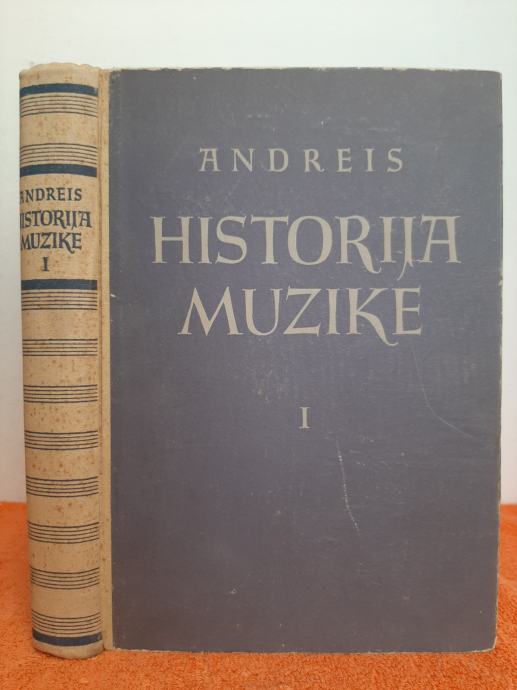 ANDREIS
HISTORIJA
MUZIKE
I
ANDREIS
HISTORIJA
MUZIKE
I